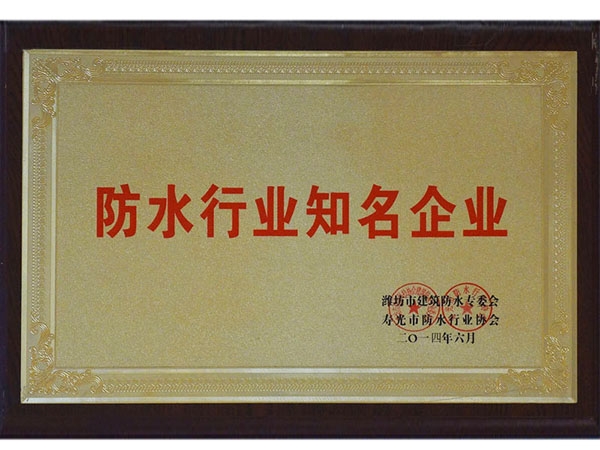 防水行业知名企业
潍坊市建筑防水专委会
寿光市防水行业协会
二〇一四年六月